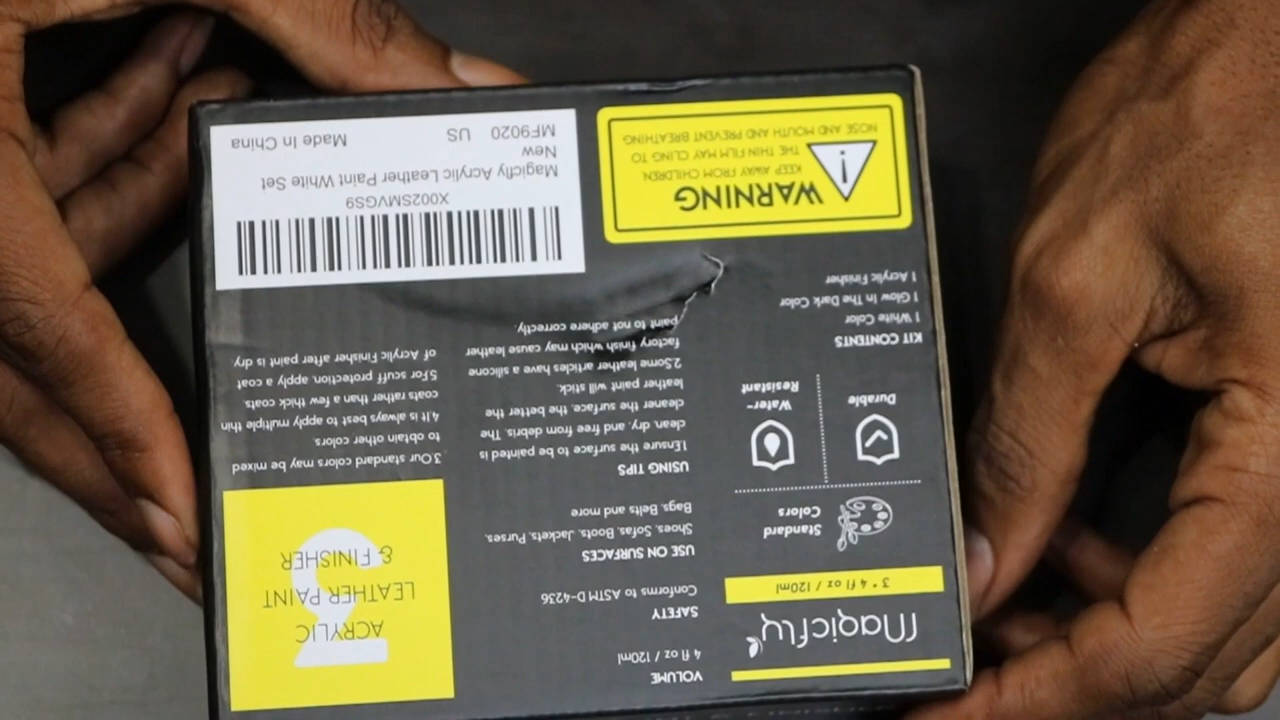 Magicfly
3* 4 fl oz / 120ml
Standard
Colors
Durable
Water-
Resistant
KIT CONTENTS
1 White Color
1 Glow In The Dark Color
1 Acrylic Finisher
WARNING
KEEP AWAY FROM CHILDREN.
THE THIN FILM MAY CLING TO
NOSE AND MOUTH AND PREVENT BREATHING
VOLUME
4 fl oz / 120ml
SAFETY
Conforms to ASTM D-4236
USE ON SURFACES
Shoes, Sofas, Boots, Jackets, Purses,
Bags, Belts and more
USING TIPS
1.Ensure the surface to be painted is
clean, dry, and free from debris. The
cleaner the surface, the better the
leather paint will stick.
2.Some leather articles have a silicone
factory finish which may cause leather
paint to not adhere correctly.
ACRYLIC
LEATHER PAINT
& FINISHER
3.Our standard colors may be mixed
to obtain other colors
4.It is always best to apply multiple thin
coats rather than a few thick coats.
5.For scuff protection, apply a coat
of Acrylic Finisher after paint is dry.
X002SMVGS9
Magicfly Acrylic Leather Paint White Set
New
MF9020 US Made In China